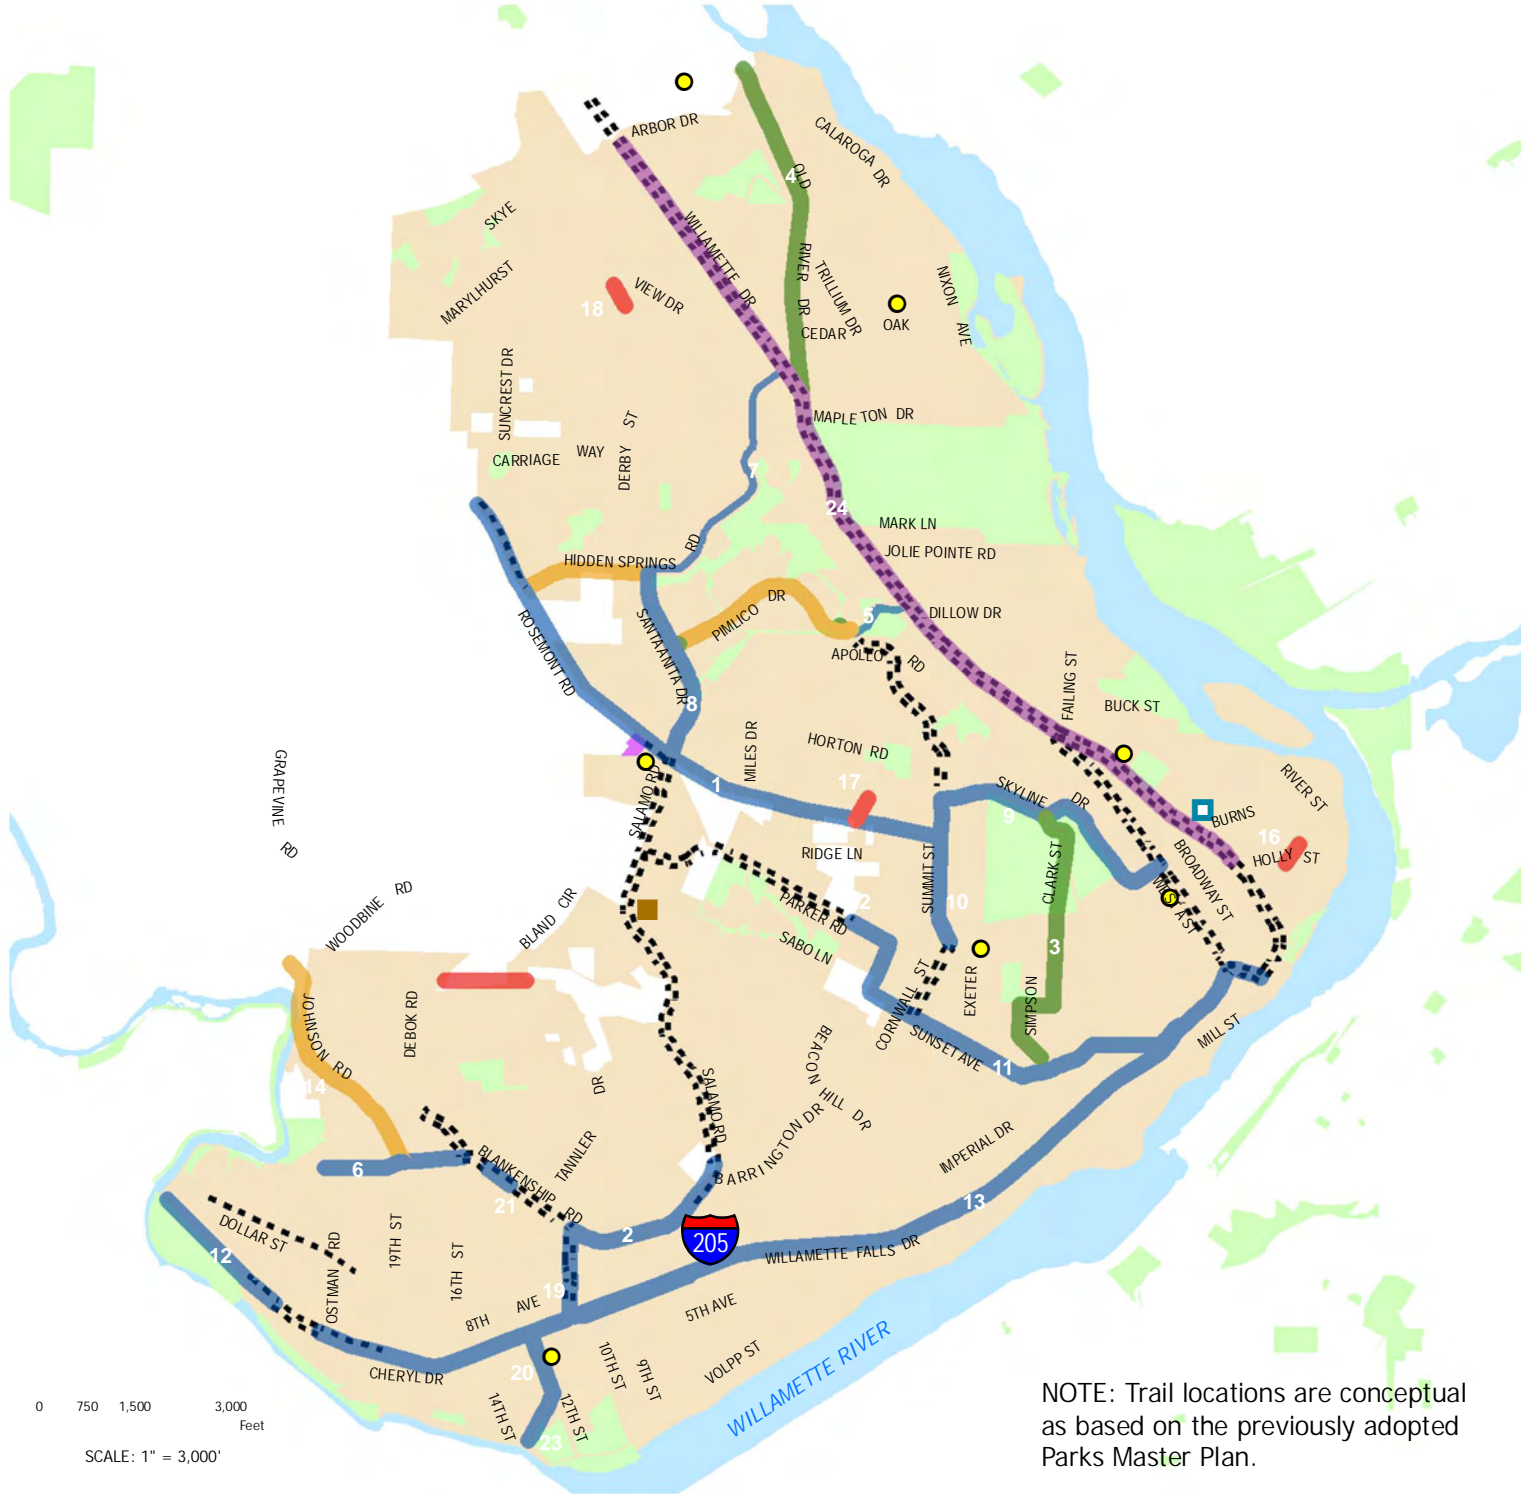 ARBOR DR
CALAROGA DR
OLD
4
SKYE
WILLAMETTE DR
RIVER DR
TRILLIUM DR
NIXON AVE
MARYLHURST
VIEW DR
18
OAK
CEDAR
SUNCREST DR
MAPLETON DR
DERBY ST
CARRIAGE WAY
7
24
MARK LN
JOLIE POINTE RD
HIDDEN SPRINGS RD
PIMLICO DR
5
DILLOW DR
ROSEMONT RD
SANTA ANITA DR
APOLLO RD
8
FAILING ST
BUCK ST
HORTON RD
MILES DR
GRAPEVINE RD
SALAMO RD
1
17
SKYLINE DR
9
RIVER ST
BURNS
16
HOLLY ST
BROADWAY ST
RIDGE LN
SUMMIT ST
CLARK ST
WEST A ST
WOODBINE RD
BLAND CIR
PARKER RD
2
10
SABO LN
3
CORNWALL ST
EXETER
SIMPSON
JOHNSON RD
DEBOK RD
BEACON HILL DR
SUNSET AVE
11
MILL ST
14
DR
TANNLER
SALAMO RD
BARRINGTON DR
IMPERIAL DR
6
BLANKENSHIP RD
21
13
DOLLAR ST
12
19TH ST
OSTMAN RD
16TH ST
2
205
WILLAMETTE FALLS DR
19
8TH AVE
5TH AVE
CHERYL DR
20
10TH ST
9TH ST
VOLPP ST
WILLAMETTE RIVER
14TH ST
12TH ST
23
0 750 1,500 3,000
Feet
SCALE: 1" = 3,000'
NOTE: Trail locations are conceptual
as based on the previously adopted
Parks Master Plan.